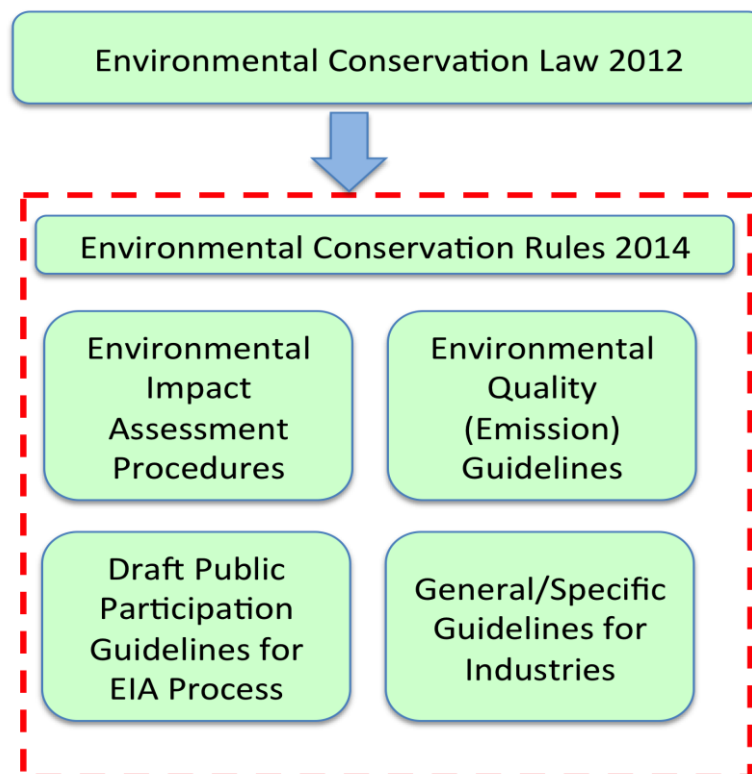 Environmental Conservation Law 2012
Environmental Conservation Rules 2014
Environmental
Impact
Assessment
Procedures
Environmental
Quality
(Emission)
Guidelines
Draft Public
Participation
Guidelines for
EIA Process
General/Specific
Guidelines for
Industries